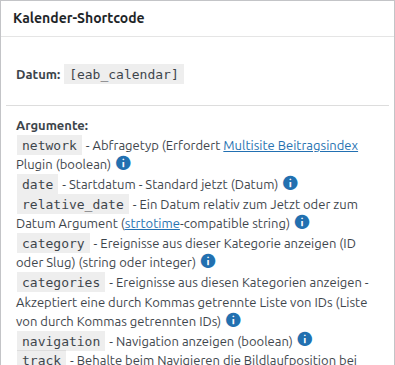 Kalender-Shortcode
Datum: [eab_calendar]
Argumente:
network - Abfragetyp (Erfordert Multisite Beitragsindex
Plugin (boolean)
date - Startdatum - Standard jetzt (Datum)
relative_date - Ein Datum relativ zum Jetzt oder zum
Datum Argument (strtotime-compatible string)
category - Ereignisse aus dieser Kategorie anzeigen (ID
oder Slug) (string oder integer)
categories - Ereignisse aus diesen Kategorien anzeigen -
Akzeptiert eine durch Kommas getrennte Liste von IDs (Liste
von durch Kommas getrennten IDs)
navigation - Navigation anzeigen (boolean)
track - Behalte beim Navigieren die Bildlaufposition bei